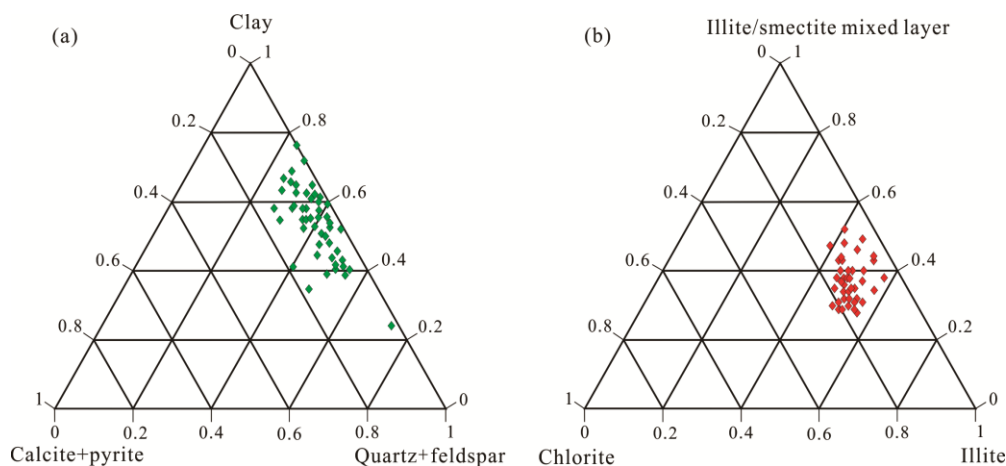 (a)
Clay
0 1
0.2 0.8
0.4 0.6
0.6 0.4
0.8 0.2
1 0
0 0.2 0.4 0.6 0.8 1
Calcite+pyrite Quartz+feldspar
(b)
Illite/smectite mixed layer
0 1
0.2 0.8
0.4 0.6
0.6 0.4
0.8 0.2
1 0
0 0.2 0.4 0.6 0.8 1
Chlorite Illite